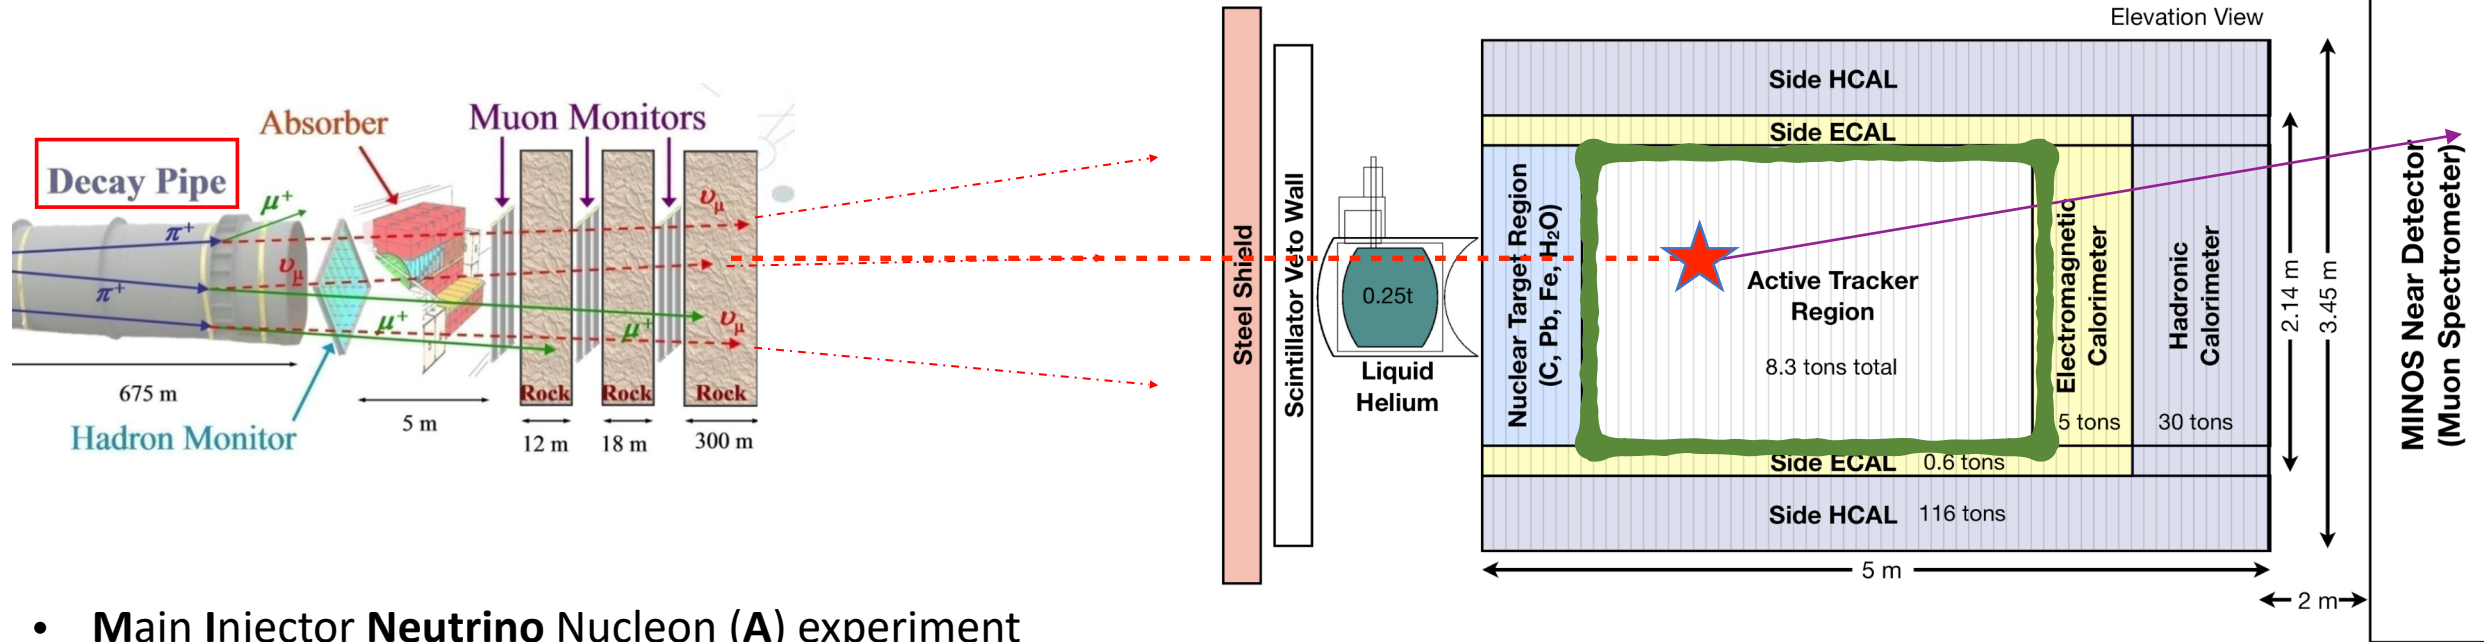 Elevation View
Decay Pipe
Absorber
Muon Monitors
μ+
π+
υμ
π+
μ+
υμ
μ+
υμ
Rock
Rock
Rock
675 m
5 m
12 m
18 m
300 m
Hadron Monitor
Steel Shield
Scintillator Veto Wall
0.25t
Liquid
Helium
Side HCAL
Side ECAL
Nuclear Target Region
(C, Pb, Fe, H₂O)
Active Tracker
Region
8.3 tons total
Electromagnetic
Calorimeter
5 tons
Hadronic
Calorimeter
30 tons
Side ECAL 0.6 tons
Side HCAL 116 tons
2.14 m
3.45 m
5 m
2 m
MINOS Near Detector
(Muon Spectrometer)
• Main Injector Neutrino Nucleon (A) experiment